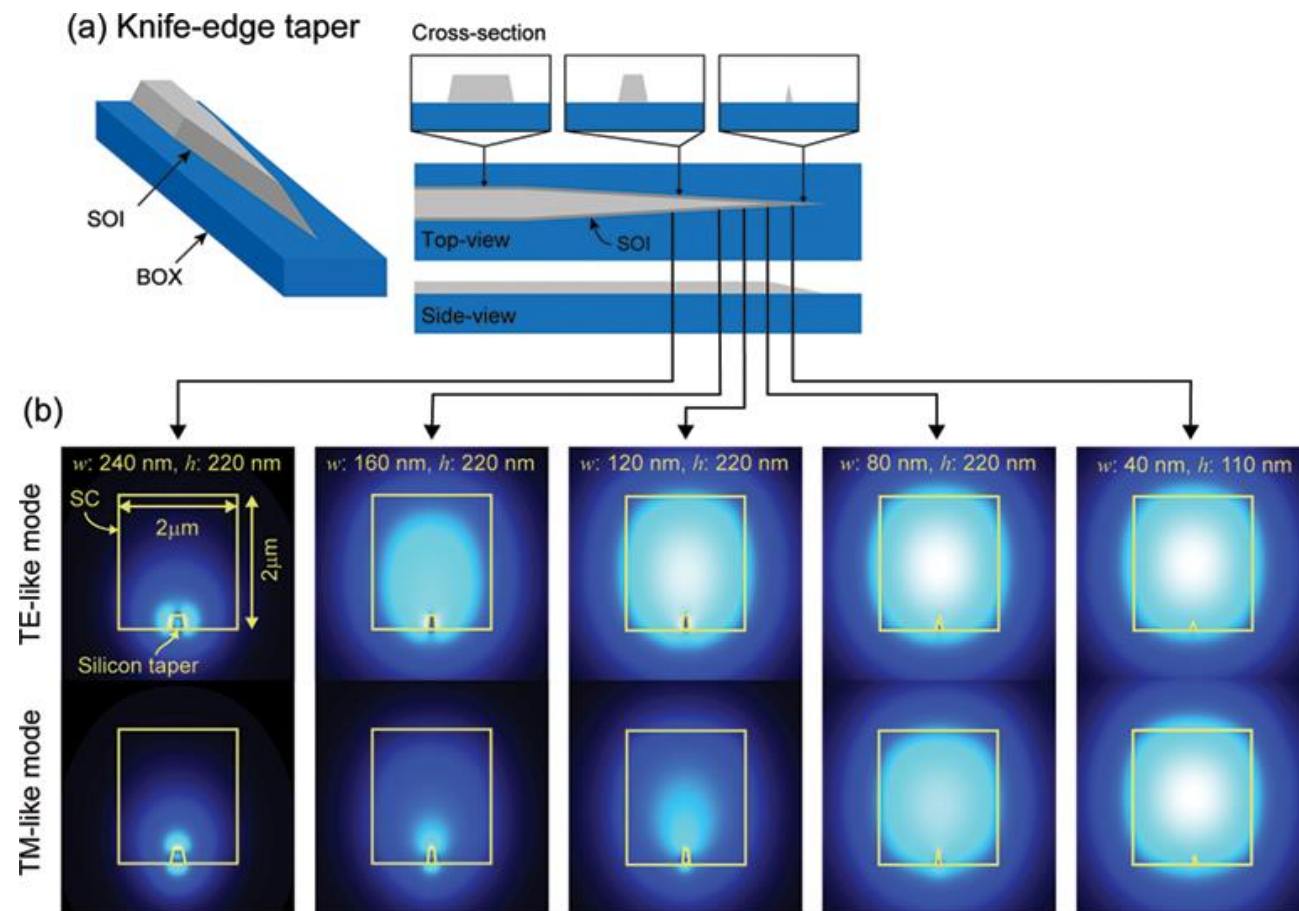 (a) Knife-edge taper
Cross-section
SOI
BOX
SOI
Top-view
Side-view
(b)
w: 240 nm, h: 220 nm
w: 160 nm, h: 220 nm
w: 120 nm, h: 220 nm
w: 80 nm, h: 220 nm
w: 40 nm, h: 110 nm
TE-like mode
SC
2μm
2μm
Silicon taper
TM-like mode